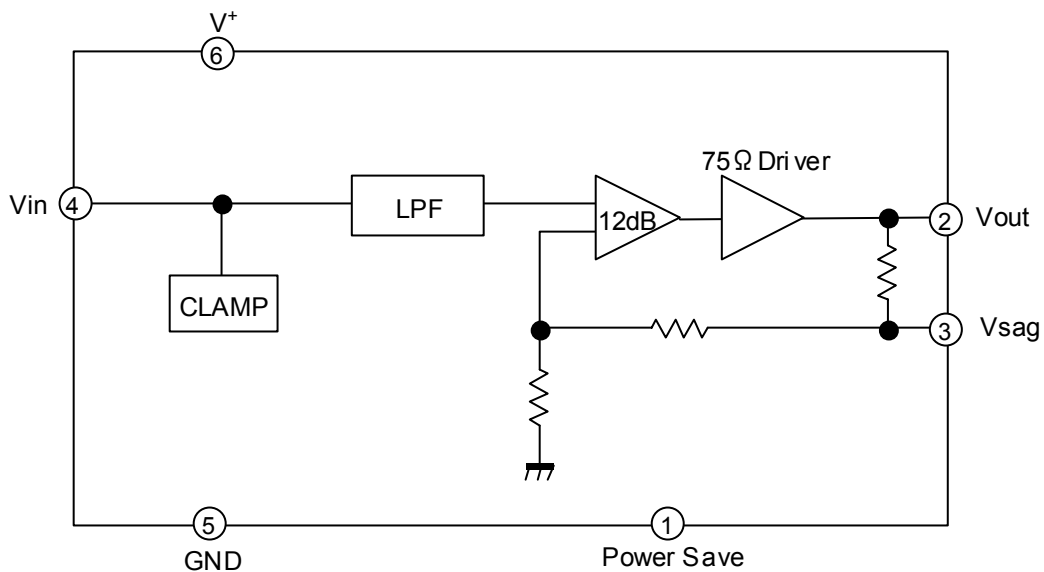 V+
6
75Ω Driver
Vin 4
LPF
12dB
2 Vout
CLAMP
3 Vsag
5
GND
1
Power Save